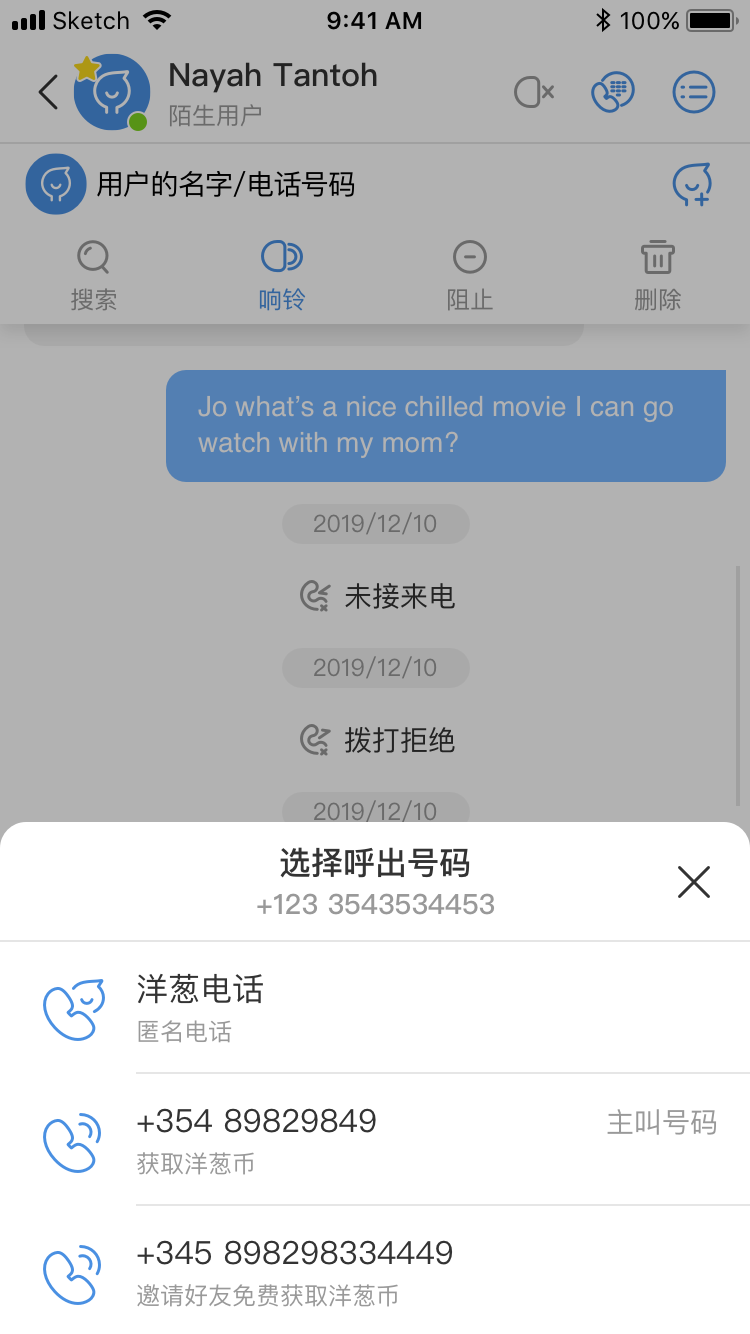 Sketch 9:41 AM 100%
Nayah Tantoh
陌生用户
用户的名字/电话号码
搜索 响铃 阻止 删除
Jo what's a nice chilled movie I can go
watch with my mom?
2019/12/10
未接来电
2019/12/10
拨打拒绝
2019/12/10
选择呼出号码
+123 3543534453
洋葱电话
匿名电话
+354 89829849 主叫号码
获取洋葱币
+345 898298334449
邀请好友免费获取洋葱币